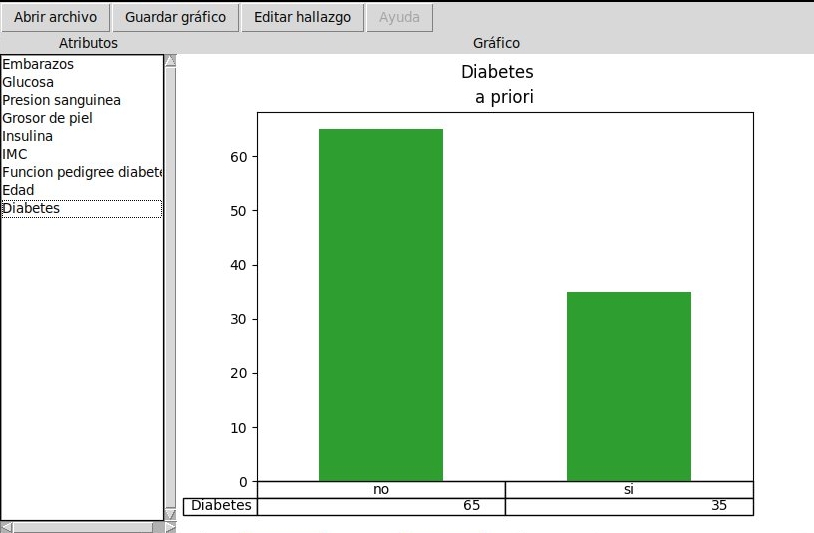 Abrir archivo Guardar gráfico Editar hallazgo Ayuda
Atributos Gráfico
Embarazos
Glucosa
Presion sanguinea
Grosor de piel
Insulina
IMC
Funcion pedigree diabete
Edad
Diabetes
Diabetes
a priori
60
50
40
30
20
10
0
no si
Diabetes 65 35